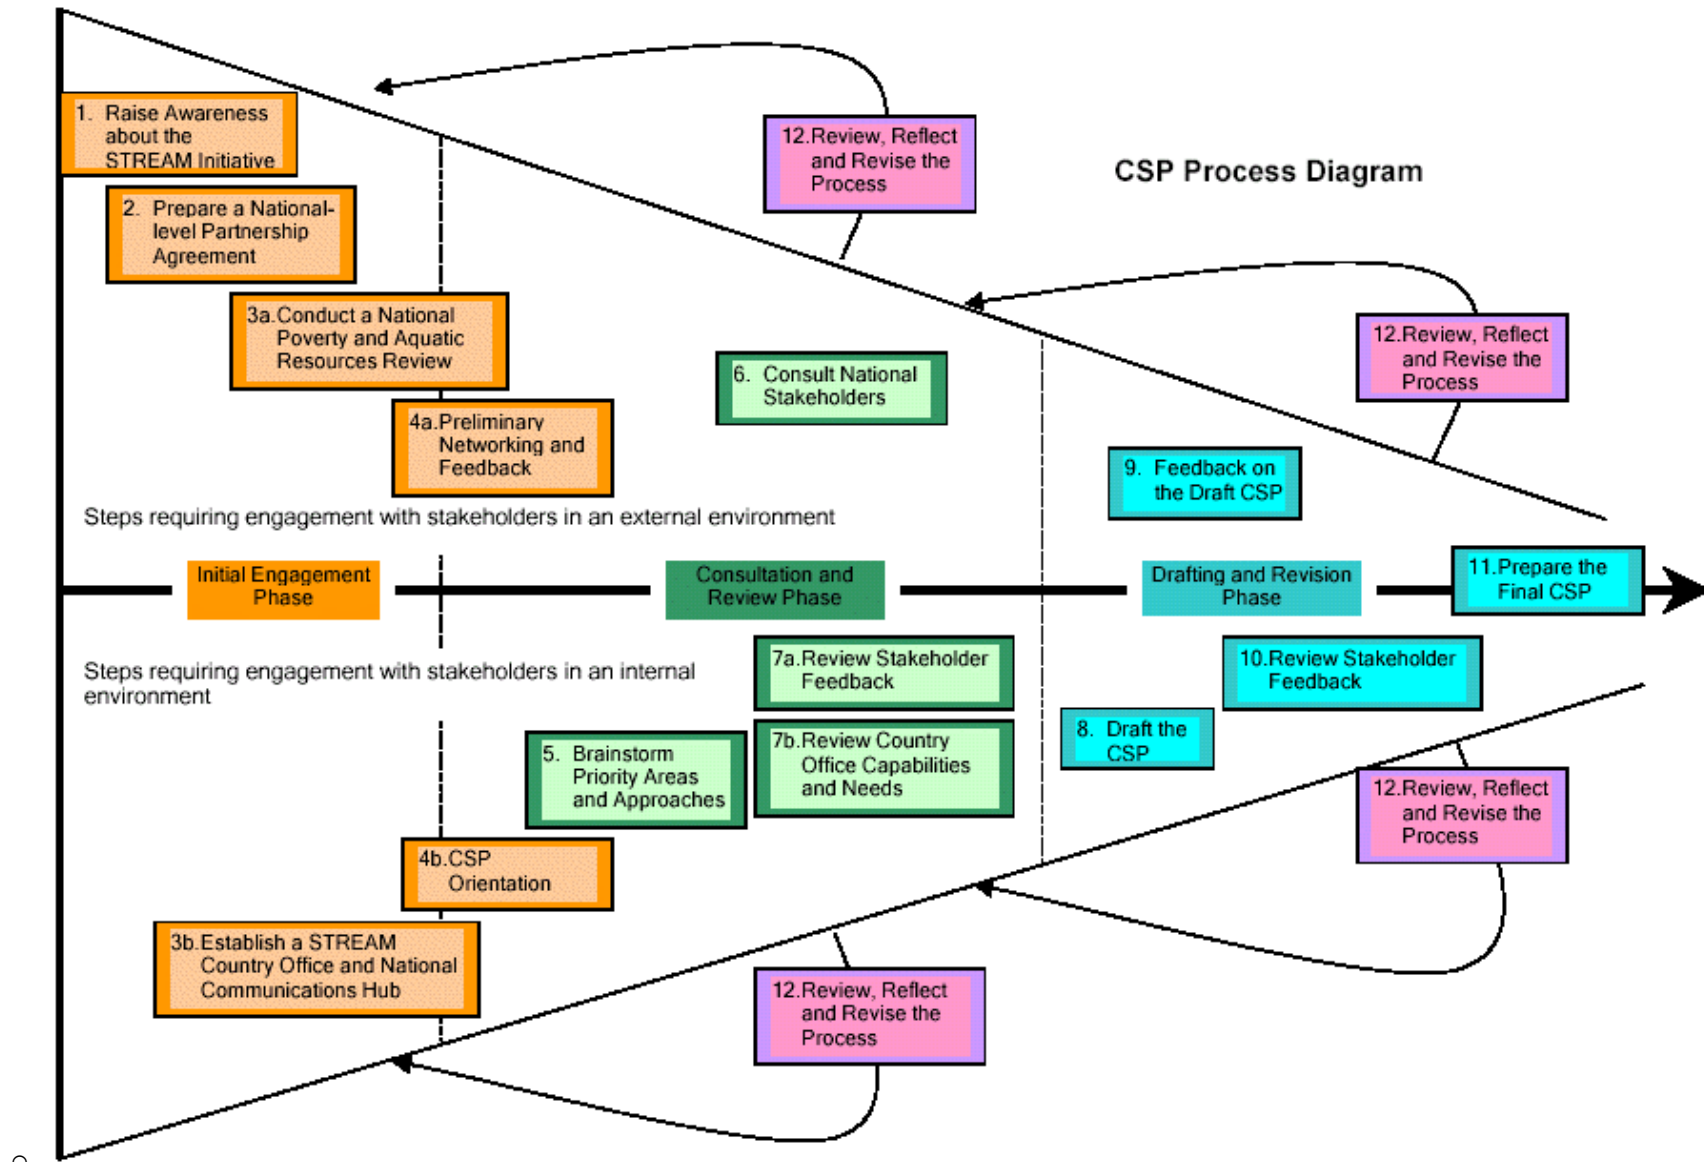 1. Raise Awareness
about the
STREAM Initiative
2. Prepare a National-
level Partnership
Agreement
3a.Conduct a National
Poverty and Aquatic
Resources Review
4a.Preliminary
Networking and
Feedback
12.Review, Reflect
and Revise the
Process
CSP Process Diagram
12.Review, Reflect
and Revise the
Process
6. Consult National
Stakeholders
9. Feedback on
the Draft CSP
Steps requiring engagement with stakeholders in an external environment
Initial Engagement
Phase
Consultation and
Review Phase
Drafting and Revision
Phase
11.Prepare the
Final CSP
Steps requiring engagement with stakeholders in an internal
environment
7a.Review Stakeholder
Feedback
10.Review Stakeholder
Feedback
5. Brainstorm
Priority Areas
and Approaches
7b.Review Country
Office Capabilities
and Needs
8. Draft the
CSP
12.Review, Reflect
and Revise the
Process
4b.CSP
Orientation
3b.Establish a STREAM
Country Office and National
Communications Hub
12.Review, Reflect
and Revise the
Process